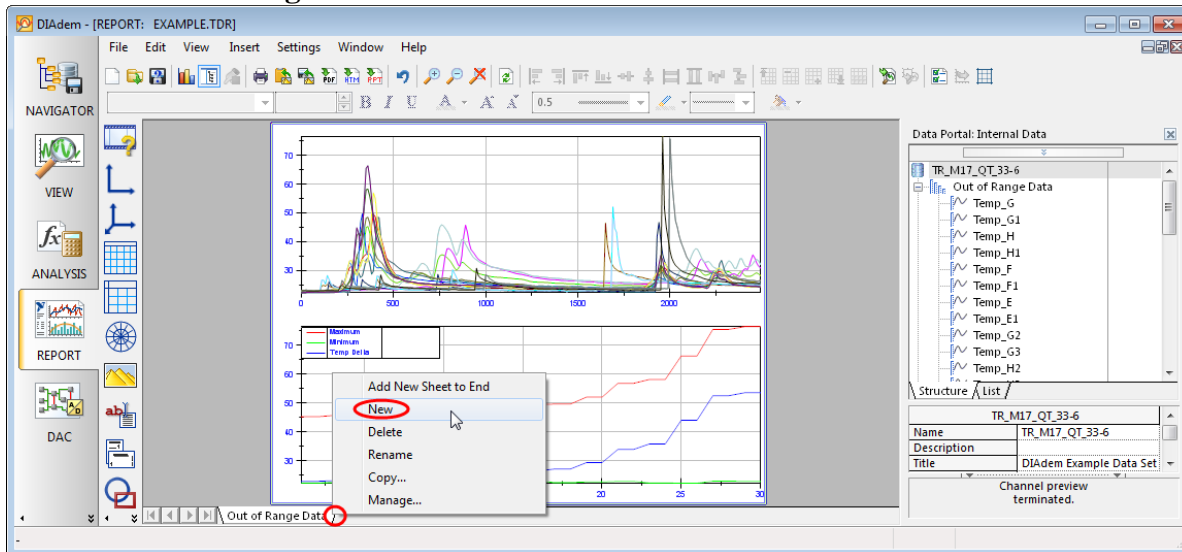 DIAdem - [REPORT: EXAMPLE.TDR]
File Edit View Insert Settings Window Help
NAVIGATOR
VIEW
ANALYSIS
REPORT
DAC
PDF HTM RPT
B I U A A A 0.5
70
60
50
40
30
0 500 1000 1500 2000
Maximum
Minimum
Temp Delta
70
60
50
40
30
20 25 30
Add New Sheet to End
New
Delete
Rename
Copy...
Manage...
Out of Range Data
Data Portal: Internal Data
TR_M17_QT_33-6
Out of Range Data
Temp_G
Temp_G1
Temp_H
Temp_H1
Temp_F
Temp_F1
Temp_E
Temp_E1
Temp_G2
Temp_G3
Temp_H2
Structure List
TR_M17_QT_33-6
Name TR_M17_QT_33-6
Description
Title DIAdem Example Data Set
Channel preview
terminated.
-